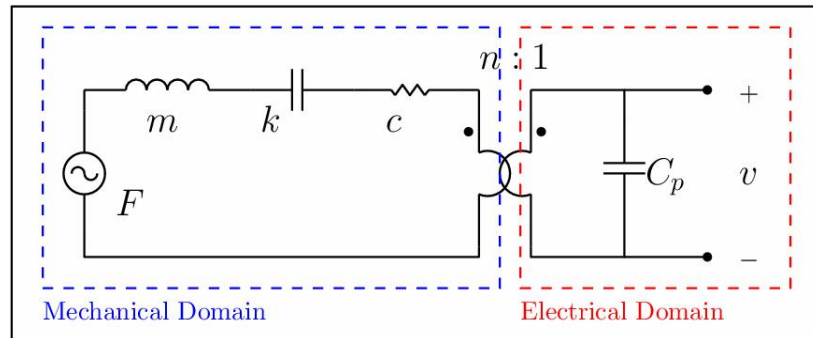 n : 1
m
k
c
+
F
C_p
v
−
Mechanical Domain
Electrical Domain